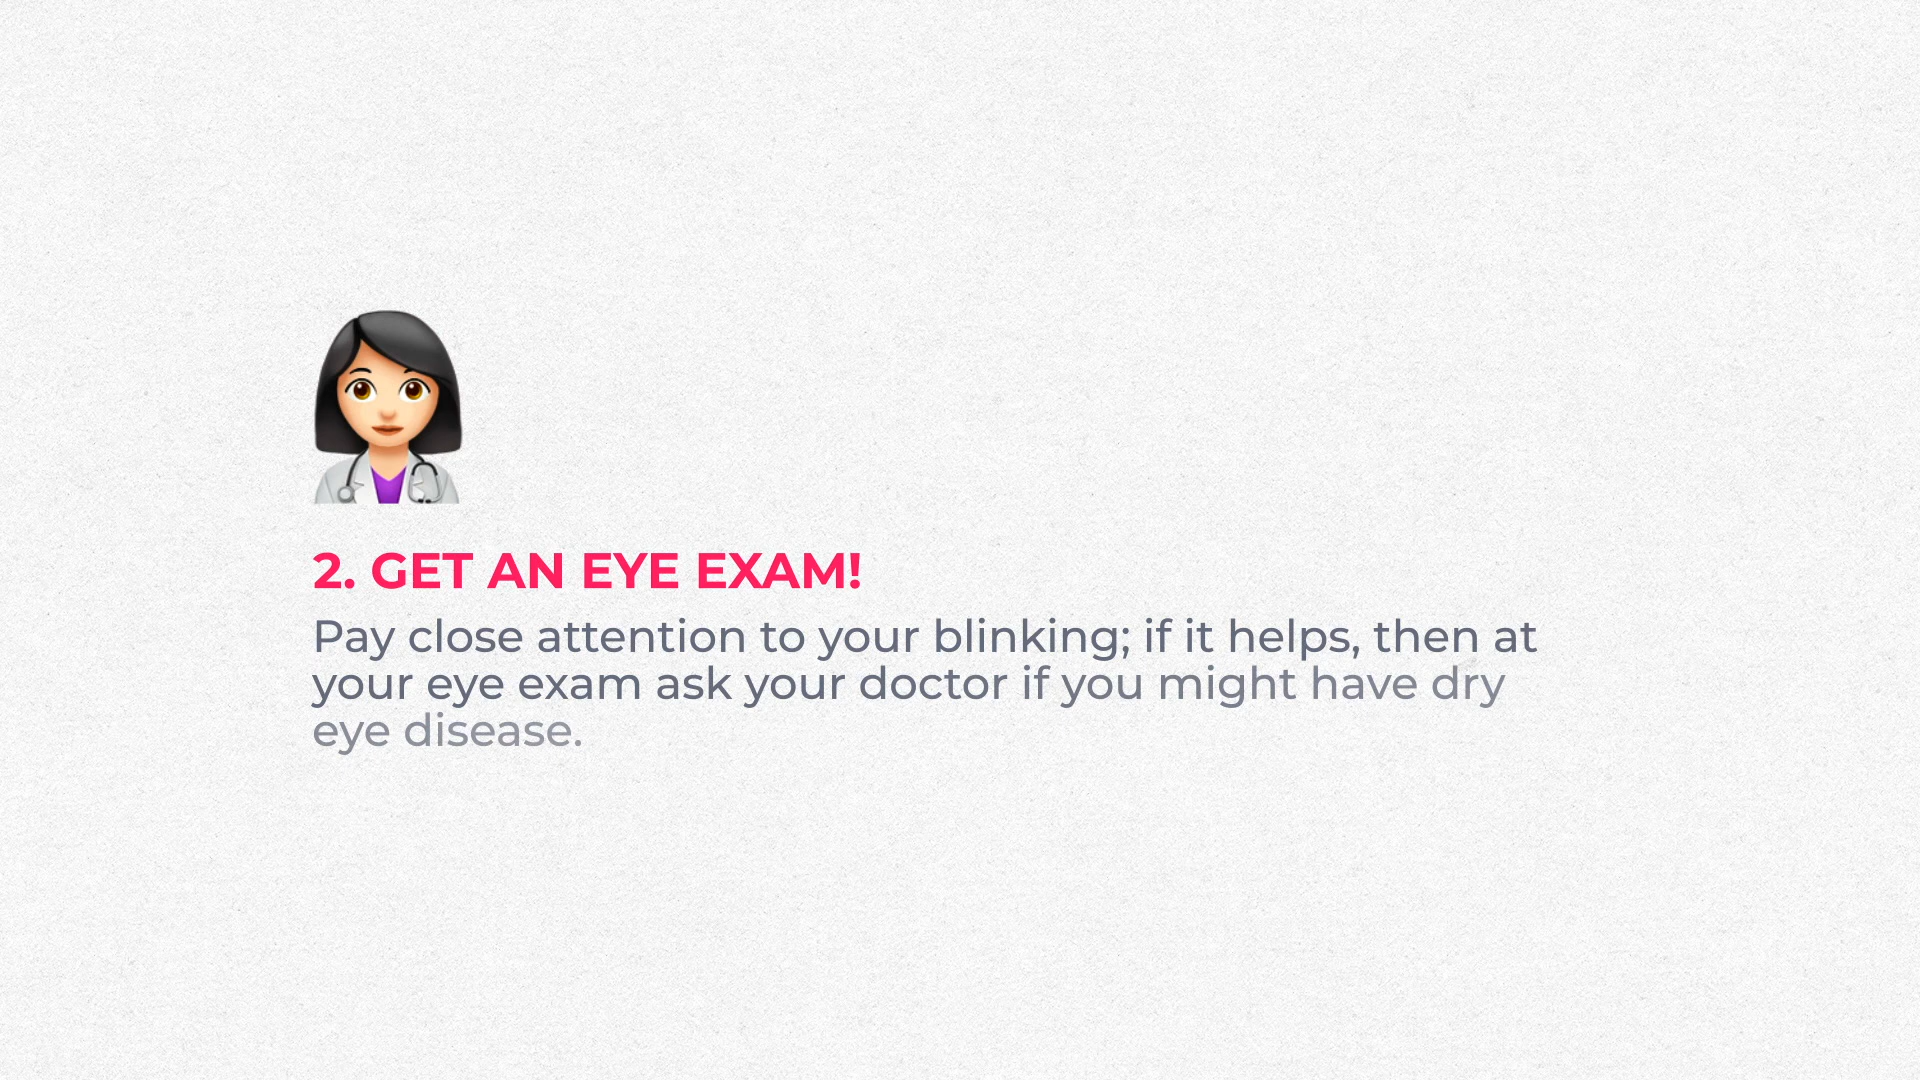 2. GET AN EYE EXAM!
Pay close attention to your blinking; if it helps, then at
your eye exam ask your doctor if you might have dry
eye disease.